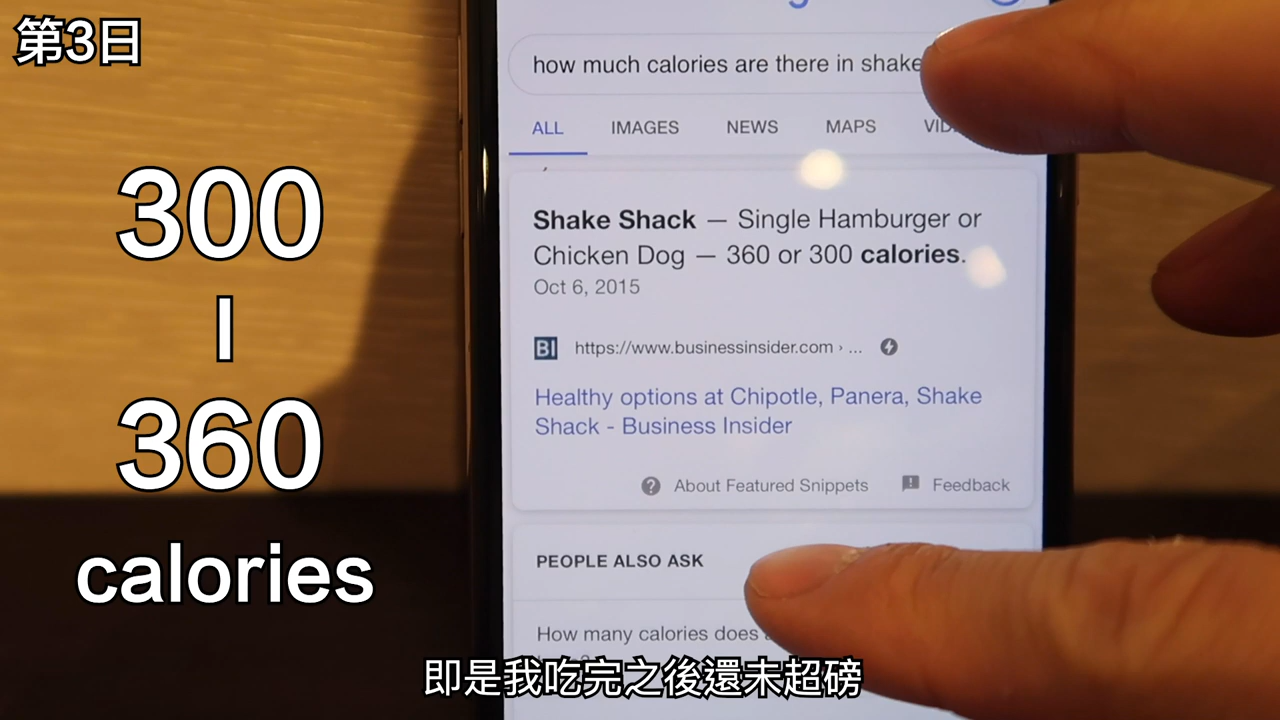 第3日
300
|
360
calories
how much calories are there in shake
ALL IMAGES NEWS MAPS
Shake Shack — Single Hamburger or
Chicken Dog — 360 or 300 calories.
Oct 6, 2015
BI https://www.businessinsider.com › ...
Healthy options at Chipotle, Panera, Shake
Shack - Business Insider
About Featured Snippets Feedback
PEOPLE ALSO ASK
How many calories does
即是我吃完之後還未超磅